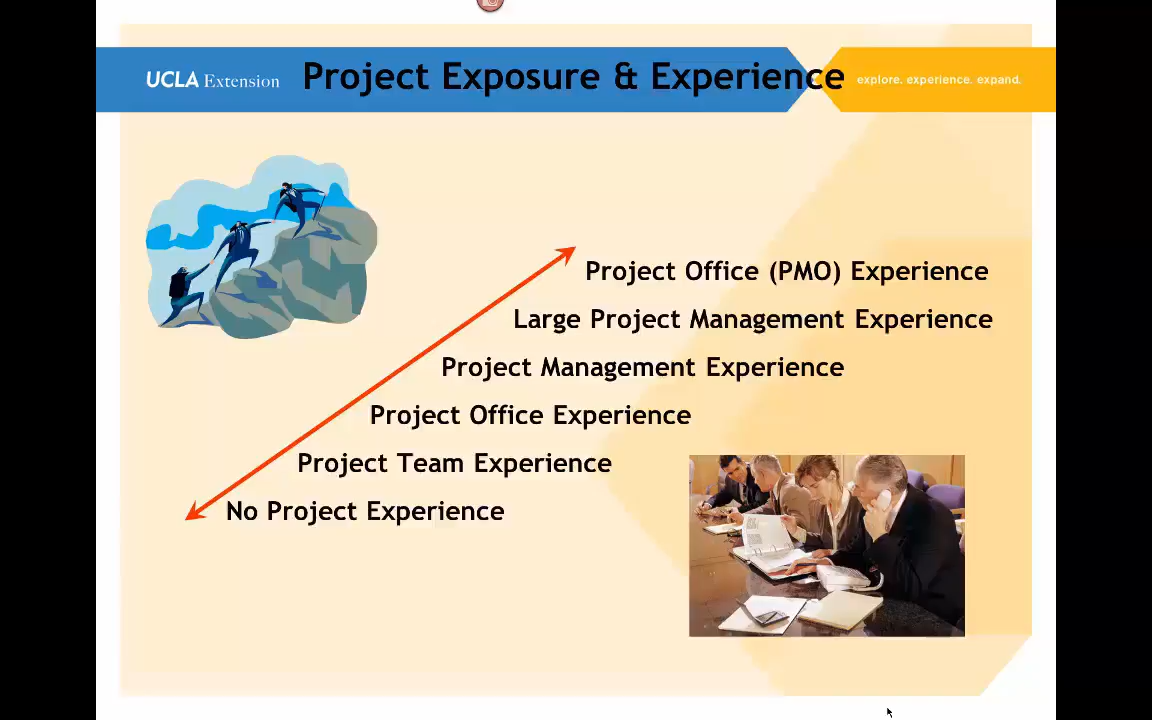 UCLA Extension
Project Exposure & Experience
explore. experience. expand.
Project Office (PMO) Experience
Large Project Management Experience
Project Management Experience
Project Office Experience
Project Team Experience
No Project Experience